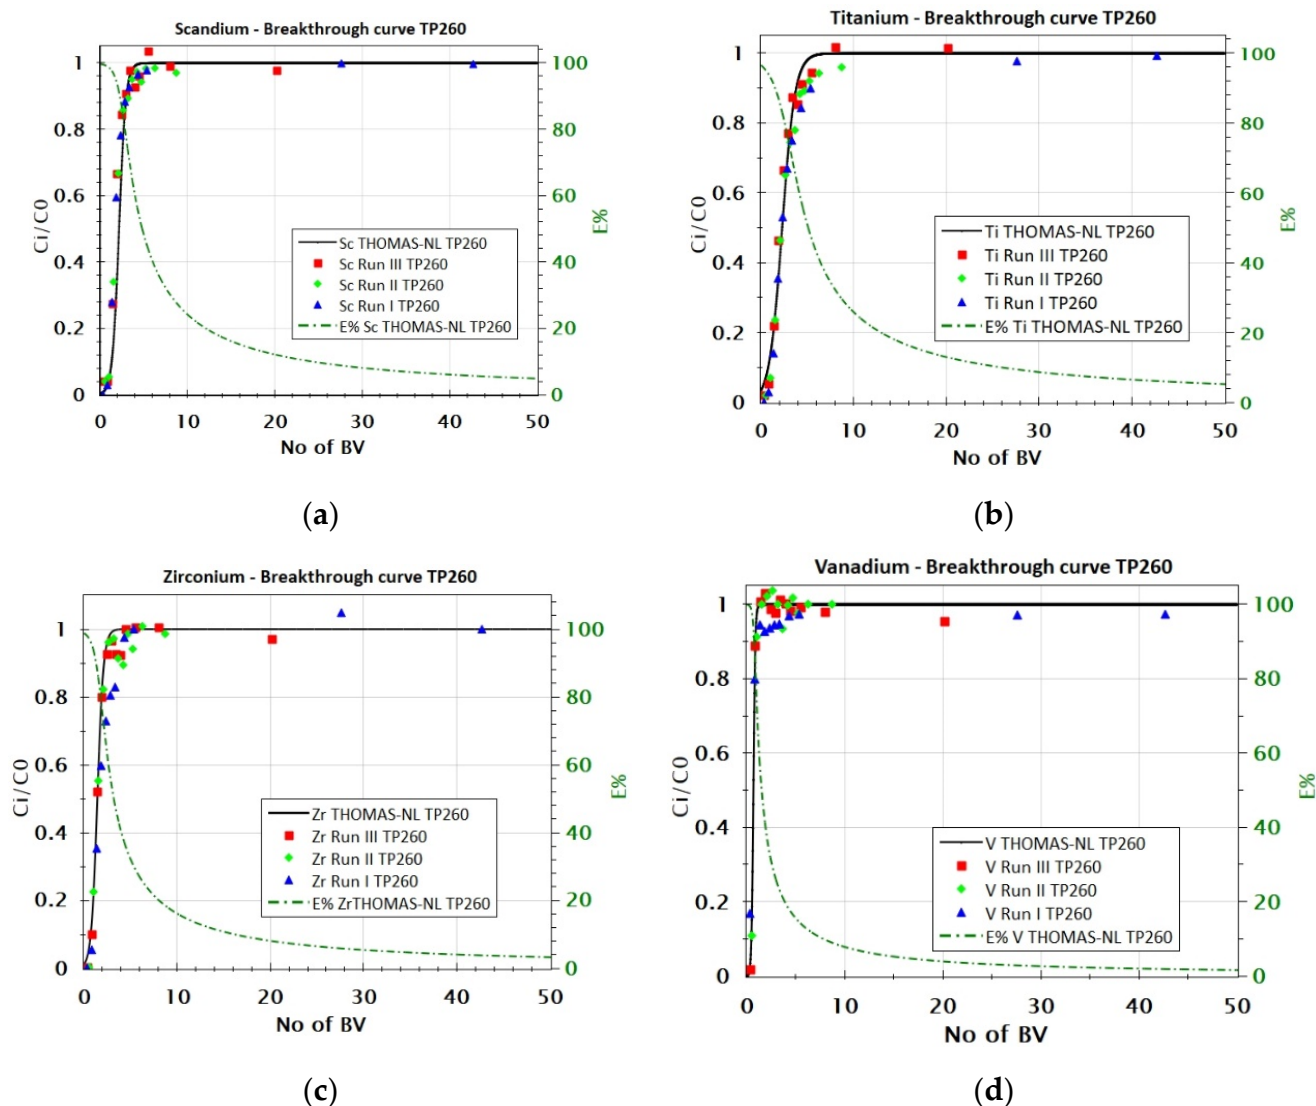 Scandium - Breakthrough curve TP260
1
0.8
0.6
0.4
0.2
0
Ci/C0
100
80
60
40
20
0
E%
Sc THOMAS-NL TP260
Sc Run III TP260
Sc Run II TP260
Sc Run I TP260
E% Sc THOMAS-NL TP260
0 10 20 30 40 50
No of BV
(a)
Titanium - Breakthrough curve TP260
1
0.8
0.6
0.4
0.2
0
Ci/C0
100
80
60
40
20
0
E%
Ti THOMAS-NL TP260
Ti Run III TP260
Ti Run II TP260
Ti Run I TP260
E% Ti THOMAS-NL TP260
0 10 20 30 40 50
No of BV
(b)
Zirconium - Breakthrough curve TP260
1
0.8
0.6
0.4
0.2
0
Ci/C0
100
80
60
40
20
0
E%
Zr THOMAS-NL TP260
Zr Run III TP260
Zr Run II TP260
Zr Run I TP260
E% ZrTHOMAS-NL TP260
0 10 20 30 40 50
No of BV
(c)
Vanadium - Breakthrough curve TP260
1
0.8
0.6
0.4
0.2
0
Ci/C0
100
80
60
40
20
0
E%
V THOMAS-NL TP260
V Run III TP260
V Run II TP260
V Run I TP260
E% V THOMAS-NL TP260
0 10 20 30 40 50
No of BV
(d)